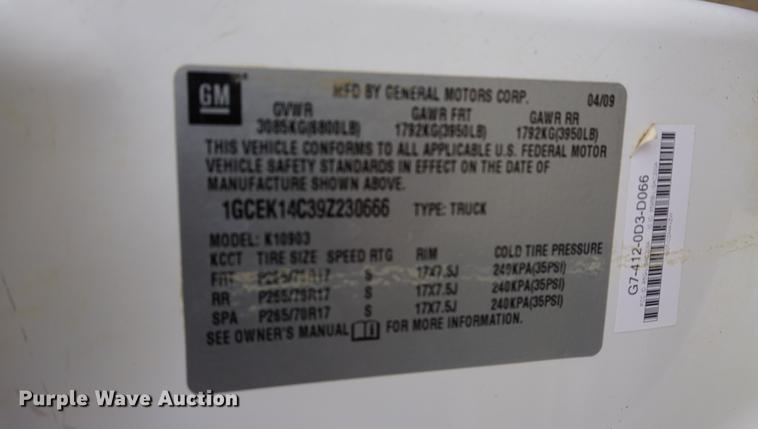 GM
MFD BY GENERAL MOTORS CORP. 04/09
GVWR GAWR FRT GAWR RR
3085KG(6800LB) 1792KG(3950LB) 1792KG(3950LB)
THIS VEHICLE CONFORMS TO ALL APPLICABLE U.S. FEDERAL MOTOR
VEHICLE SAFETY STANDARDS IN EFFECT ON THE DATE OF
MANUFACTURE SHOWN ABOVE.
1GCEK14C39Z230666 TYPE: TRUCK
MODEL: K10903
KCCT TIRE SIZE SPEED RTG RIM COLD TIRE PRESSURE
FRT P265/70R17 S 17X7.5J 240KPA(35PSI)
RR P265/70R17 S 17X7.5J 240KPA(35PSI)
SPA P265/70R17 S 17X7.5J 240KPA(35PSI)
SEE OWNER'S MANUAL FOR MORE INFORMATION.
G7-412-0D3-D066
Purple Wave Auction